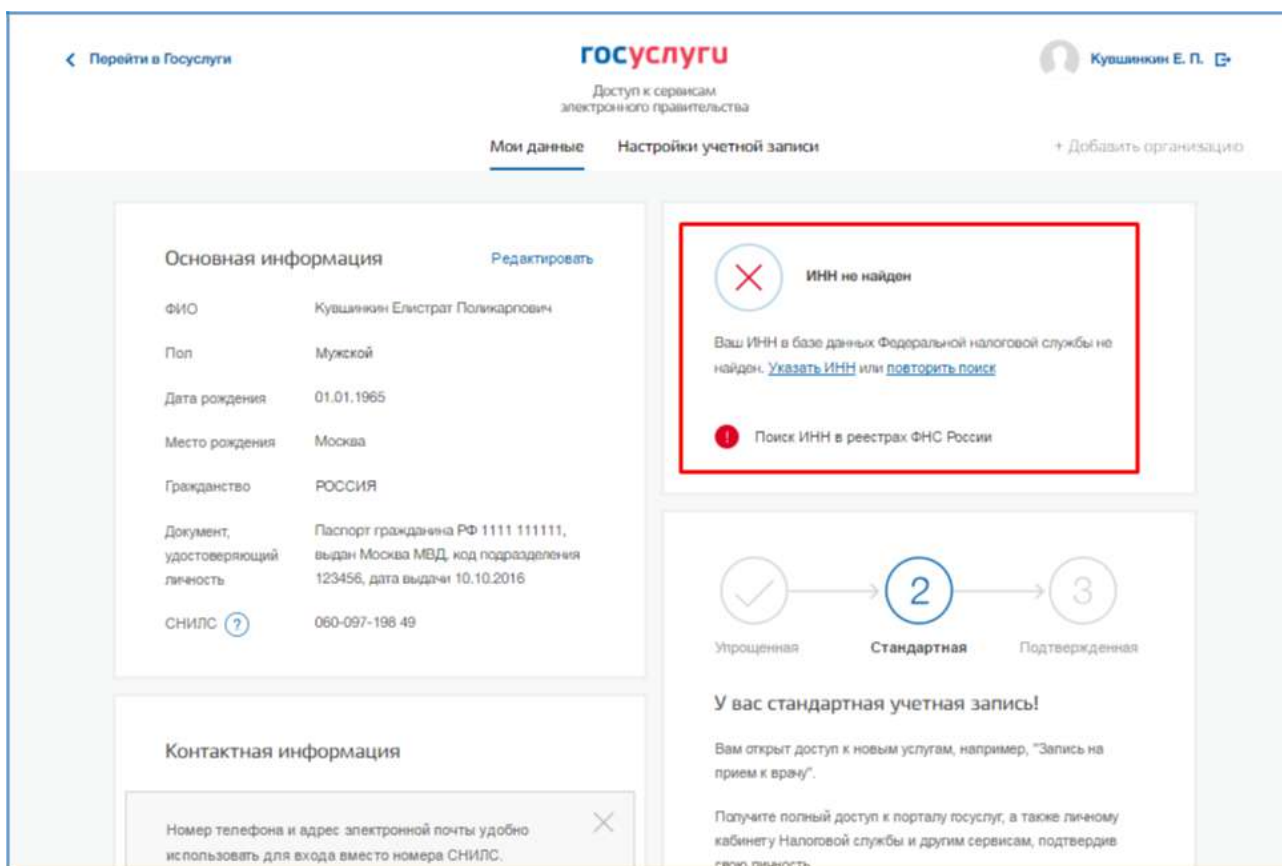 Перейти в Госуслуги
госуслуги
Кувшинкин Е. П.
Доступ к сервисам
электронного правительства
Мои данные
Настройки учетной записи
+ Добавить организацию
Основная информация
Редактировать
ФИО
Кувшинкин Елистрат Поликарпович
Пол
Мужской
Дата рождения
01.01.1965
Место рождения
Москва
Гражданство
РОССИЯ
Документ,
удостоверяющий
личность
Паспорт гражданина РФ 1111 111111,
выдан Москва МВД, код подразделения
123456, дата выдачи 10.10.2016
СНИЛС ?
060-097-198 49
Контактная информация
Номер телефона и адрес электронной почты удобно
использовать для входа вместо номера СНИЛС.
ИНН не найден
Ваш ИНН в базе данных Федеральной налоговой службы не
найден. Указать ИНН или повторить поиск
! Поиск ИНН в реестрах ФНС России
2
3
Упрощенная
Стандартная
Подтвержденная
У вас стандартная учетная запись!
Вам открыт доступ к новым услугам, например, "Запись на
прием к врачу".
Получите полный доступ к порталу госуслуг, а также личному
кабинету Налоговой службы и другим сервисам, подтвердив
свою личность